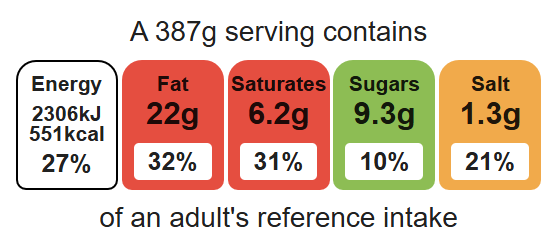 A 387g serving contains
Energy
2306kJ
551kcal
27%
Fat
22g
32%
Saturates
6.2g
31%
Sugars
9.3g
10%
Salt
1.3g
21%
of an adult's reference intake